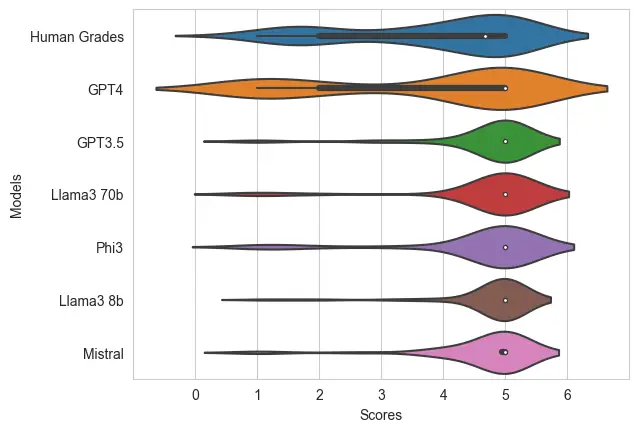 Human Grades
GPT4
GPT3.5
Llama3 70b
Phi3
Llama3 8b
Mistral
Models
0 1 2 3 4 5 6
Scores